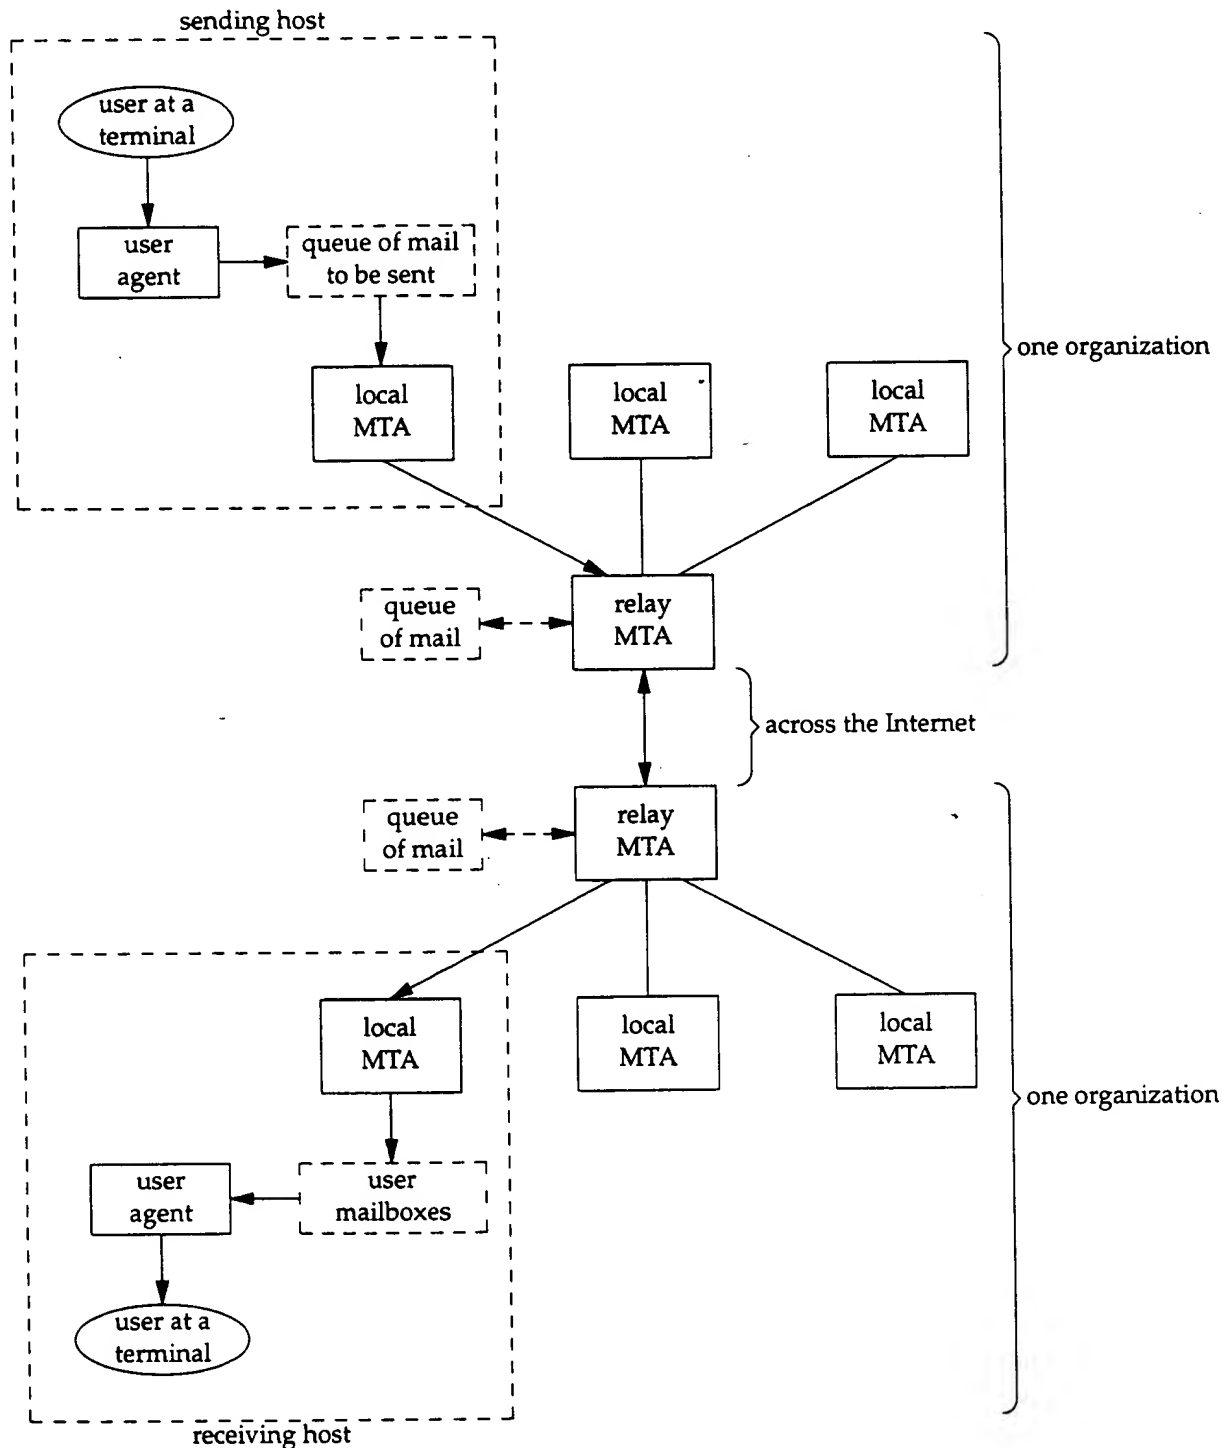 sending host
user at a
terminal
user
agent
queue of mail
to be sent
local
MTA
local
MTA
local
MTA
one organization
queue
of mail
relay
MTA
across the Internet
queue
of mail
relay
MTA
local
MTA
local
MTA
local
MTA
one organization
user
agent
user
mailboxes
user at a
terminal
receiving host